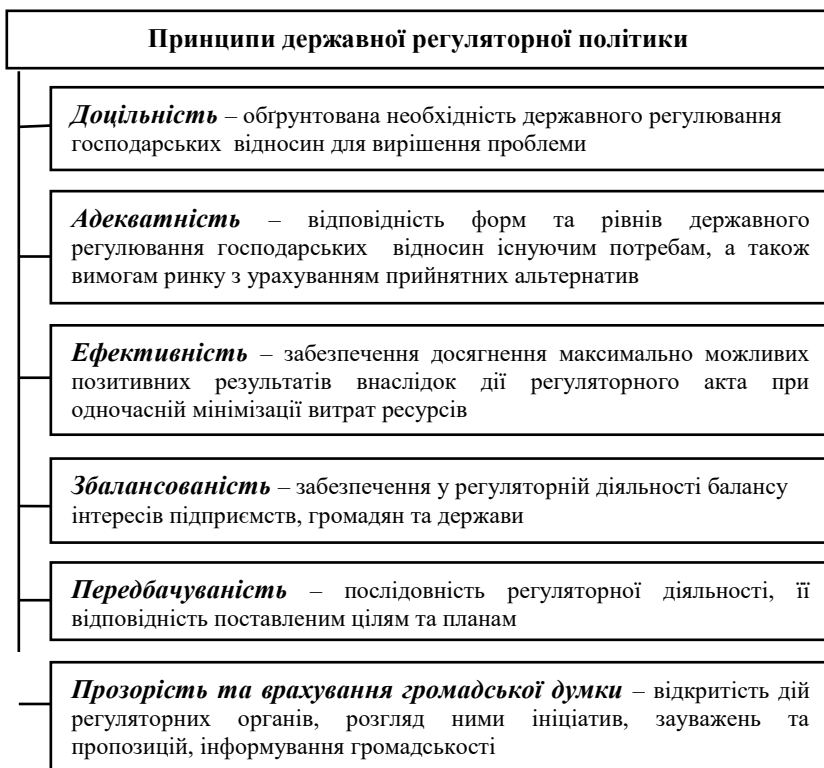 Принципи державної регуляторної політики
Доцільність – обґрунтована необхідність державного регулювання
господарських відносин для вирішення проблеми
Адекватність – відповідність форм та рівнів державного
регулювання господарських відносин існуючим потребам, а також
вимогам ринку з урахуванням прийнятних альтернатив
Ефективність – забезпечення досягнення максимально можливих
позитивних результатів внаслідок дії регуляторного акта при
одночасній мінімізації витрат ресурсів
Збалансованість – забезпечення у регуляторній діяльності балансу
інтересів підприємств, громадян та держави
Передбачуваність – послідовність регуляторної діяльності, її
відповідність поставленим цілям та планам
Прозорість та врахування громадської думки – відкритість дій
регуляторних органів, розгляд ними ініціатив, зауважень та
пропозицій, інформування громадськості